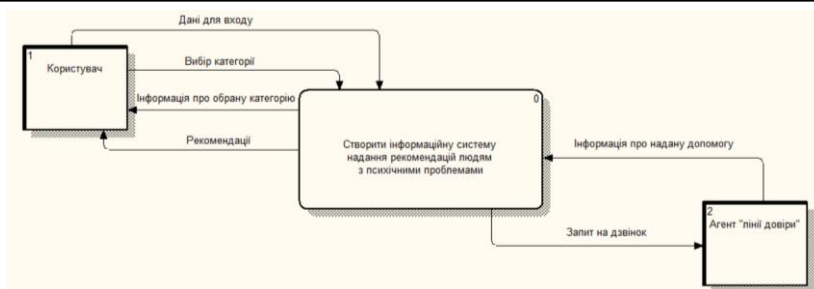 Дані для входу
1
Користувач
Вибір категорії
Інформація про обрану категорію
0
Рекомендації
Створити інформаційну систему
надання рекомендацій людям
з психічними проблемами
Інформація про надану допомогу
Запит на дзвінок
2
Агент "лінії довіри"